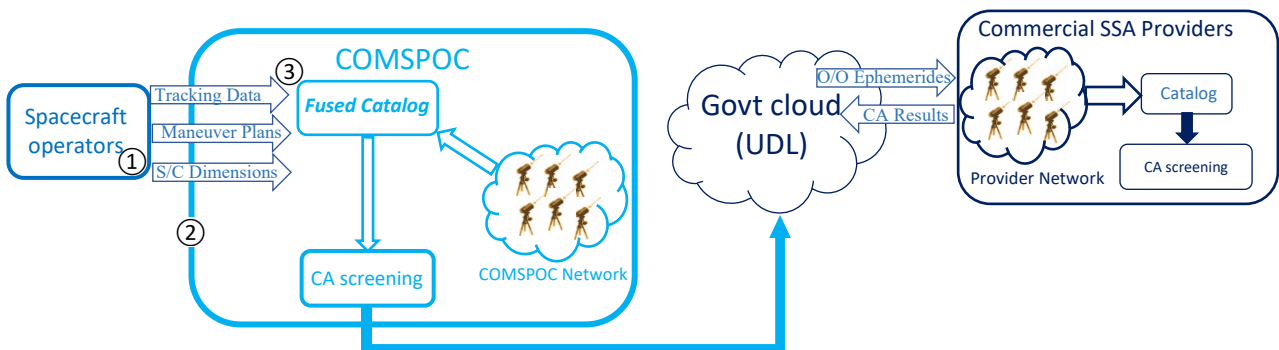 Spacecraft
operators
①
②
③
Tracking Data
Maneuver Plans
S/C Dimensions
COMSPOC
Fused Catalog
CA screening
COMSPOC Network
Govt cloud
(UDL)
O/O Ephemerides
CA Results
Commercial SSA Providers
Provider Network
Catalog
CA screening